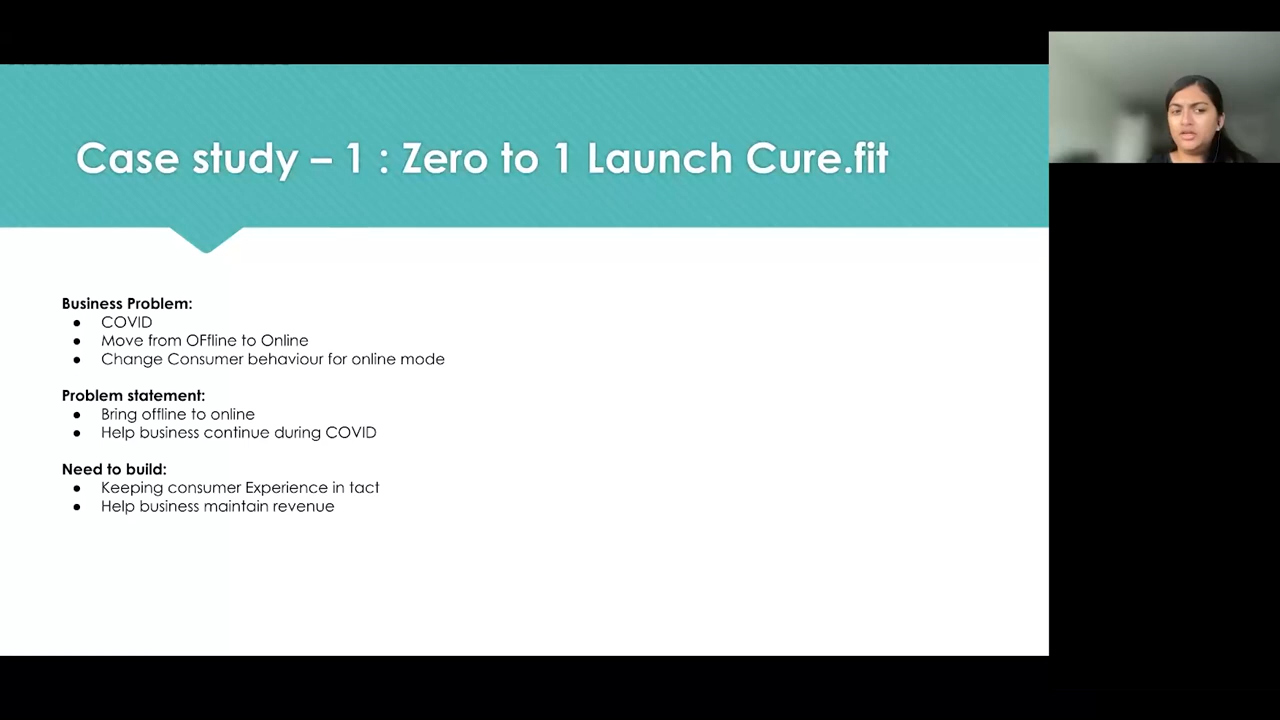 Case study – 1 : Zero to 1 Launch Cure.fit
Business Problem:
● COVID
● Move from OFfline to Online
● Change Consumer behaviour for online mode
Problem statement:
● Bring offline to online
● Help business continue during COVID
Need to build:
● Keeping consumer Experience in tact
● Help business maintain revenue